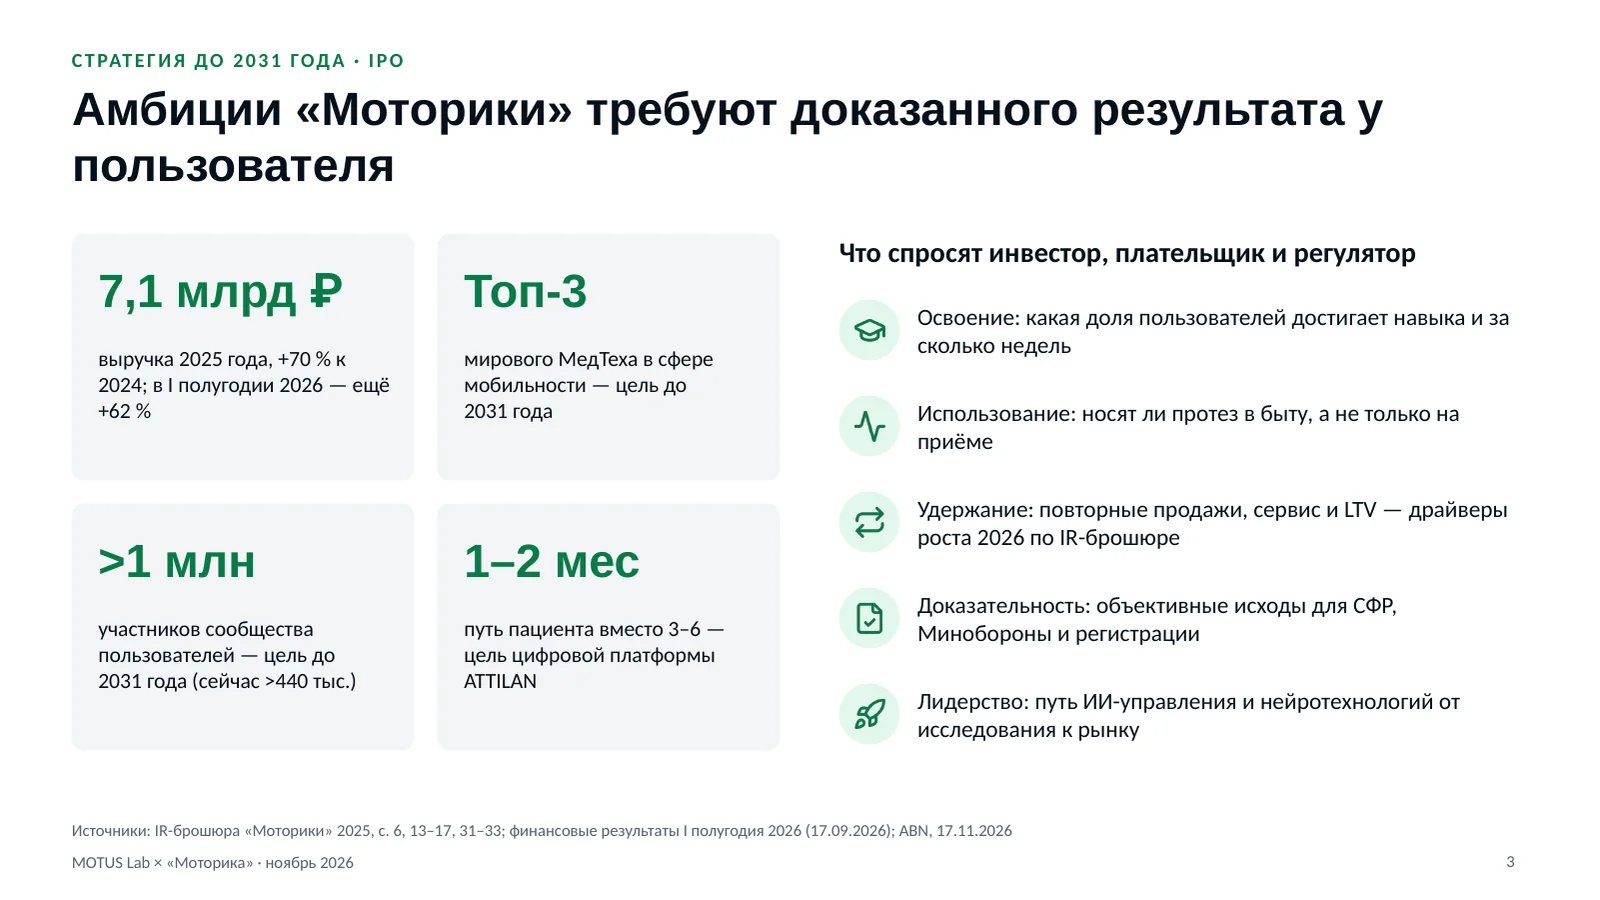 СТРАТЕГИЯ ДО 2031 ГОДА · IPO
Амбиции «Моторики» требуют доказанного результата у
пользователя
7,1 млрд ₽
выручка 2025 года, +70 % к
2024; в I полугодии 2026 — ещё
+62 %
Топ-3
мирового МедТеха в сфере
мобильности — цель до
2031 года
>1 млн
участников сообщества
пользователей — цель до
2031 года (сейчас >440 тыс.)
1–2 мес
путь пациента вместо 3–6 —
цель цифровой платформы
ATTILAN
Что спросят инвестор, плательщик и регулятор
Освоение: какая доля пользователей достигает навыка и за
сколько недель
Использование: носят ли протез в быту, а не только на
приёме
Удержание: повторные продажи, сервис и LTV — драйверы
роста 2026 по IR-брошюре
Доказательность: объективные исходы для СФР,
Минобороны и регистрации
Лидерство: путь ИИ-управления и нейротехнологий от
исследования к рынку
Источники: IR-брошюра «Моторики» 2025, с. 6, 13–17, 31–33; финансовые результаты I полугодия 2026 (17.09.2026); ABN, 17.11.2026
MOTUS Lab × «Моторика» · ноябрь 2026
3